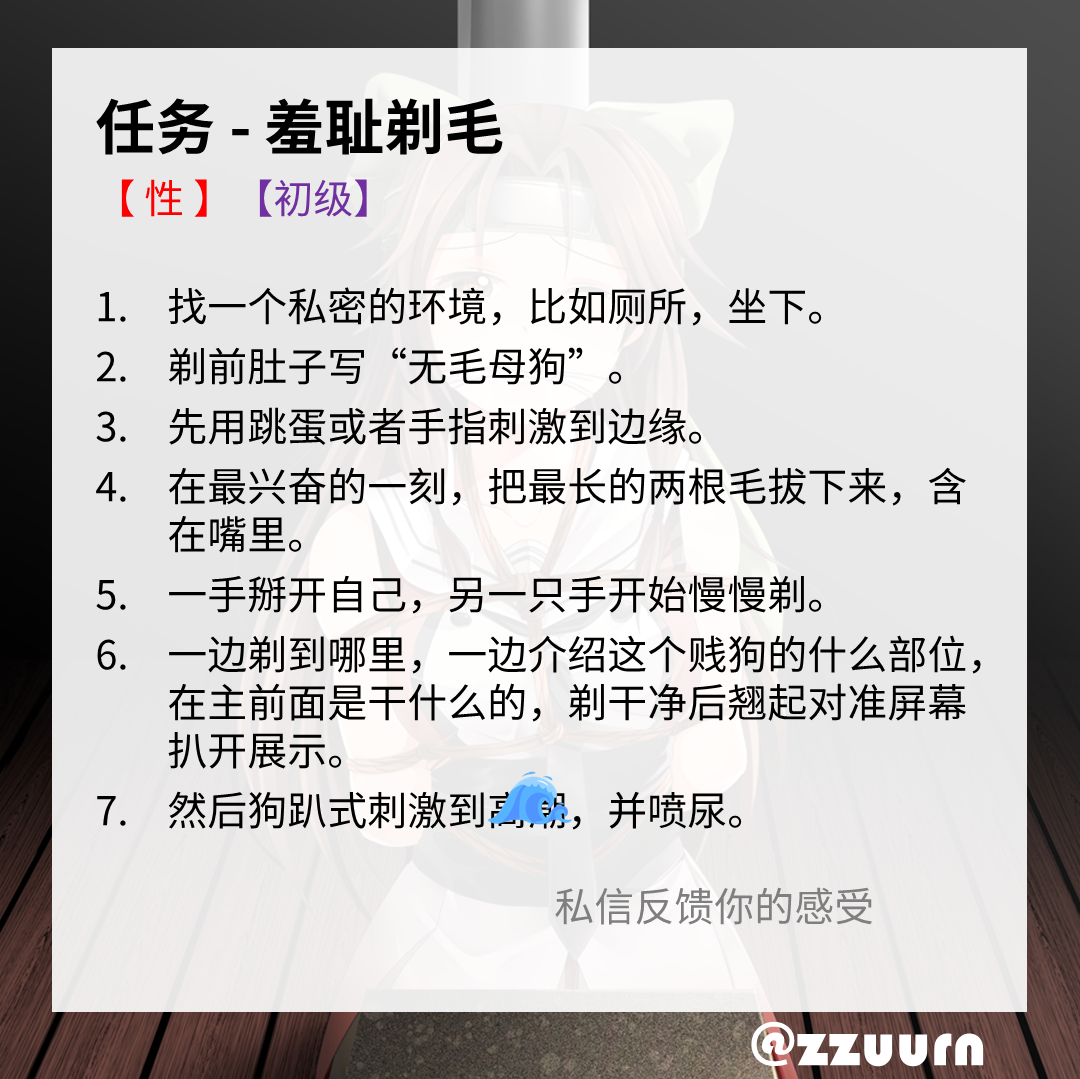 任务 - 羞耻剃毛
【 性 】 【初级】
1. 找一个私密的环境，比如厕所，坐下。
2. 剃前肚子写“无毛母狗”。
3. 先用跳蛋或者手指刺激到边缘。
4. 在最兴奋的一刻，把最长的两根毛拔下来，含
在嘴里。
5. 一手掰开自己，另一只手开始慢慢剃。
6. 一边剃到哪里，一边介绍这个贱狗的什么部位，
在主前面是干什么的，剃干净后翘起对准屏幕
扒开展示。
7. 然后狗趴式刺激到高潮，并喷尿。
私信反馈你的感受
@zzuurn